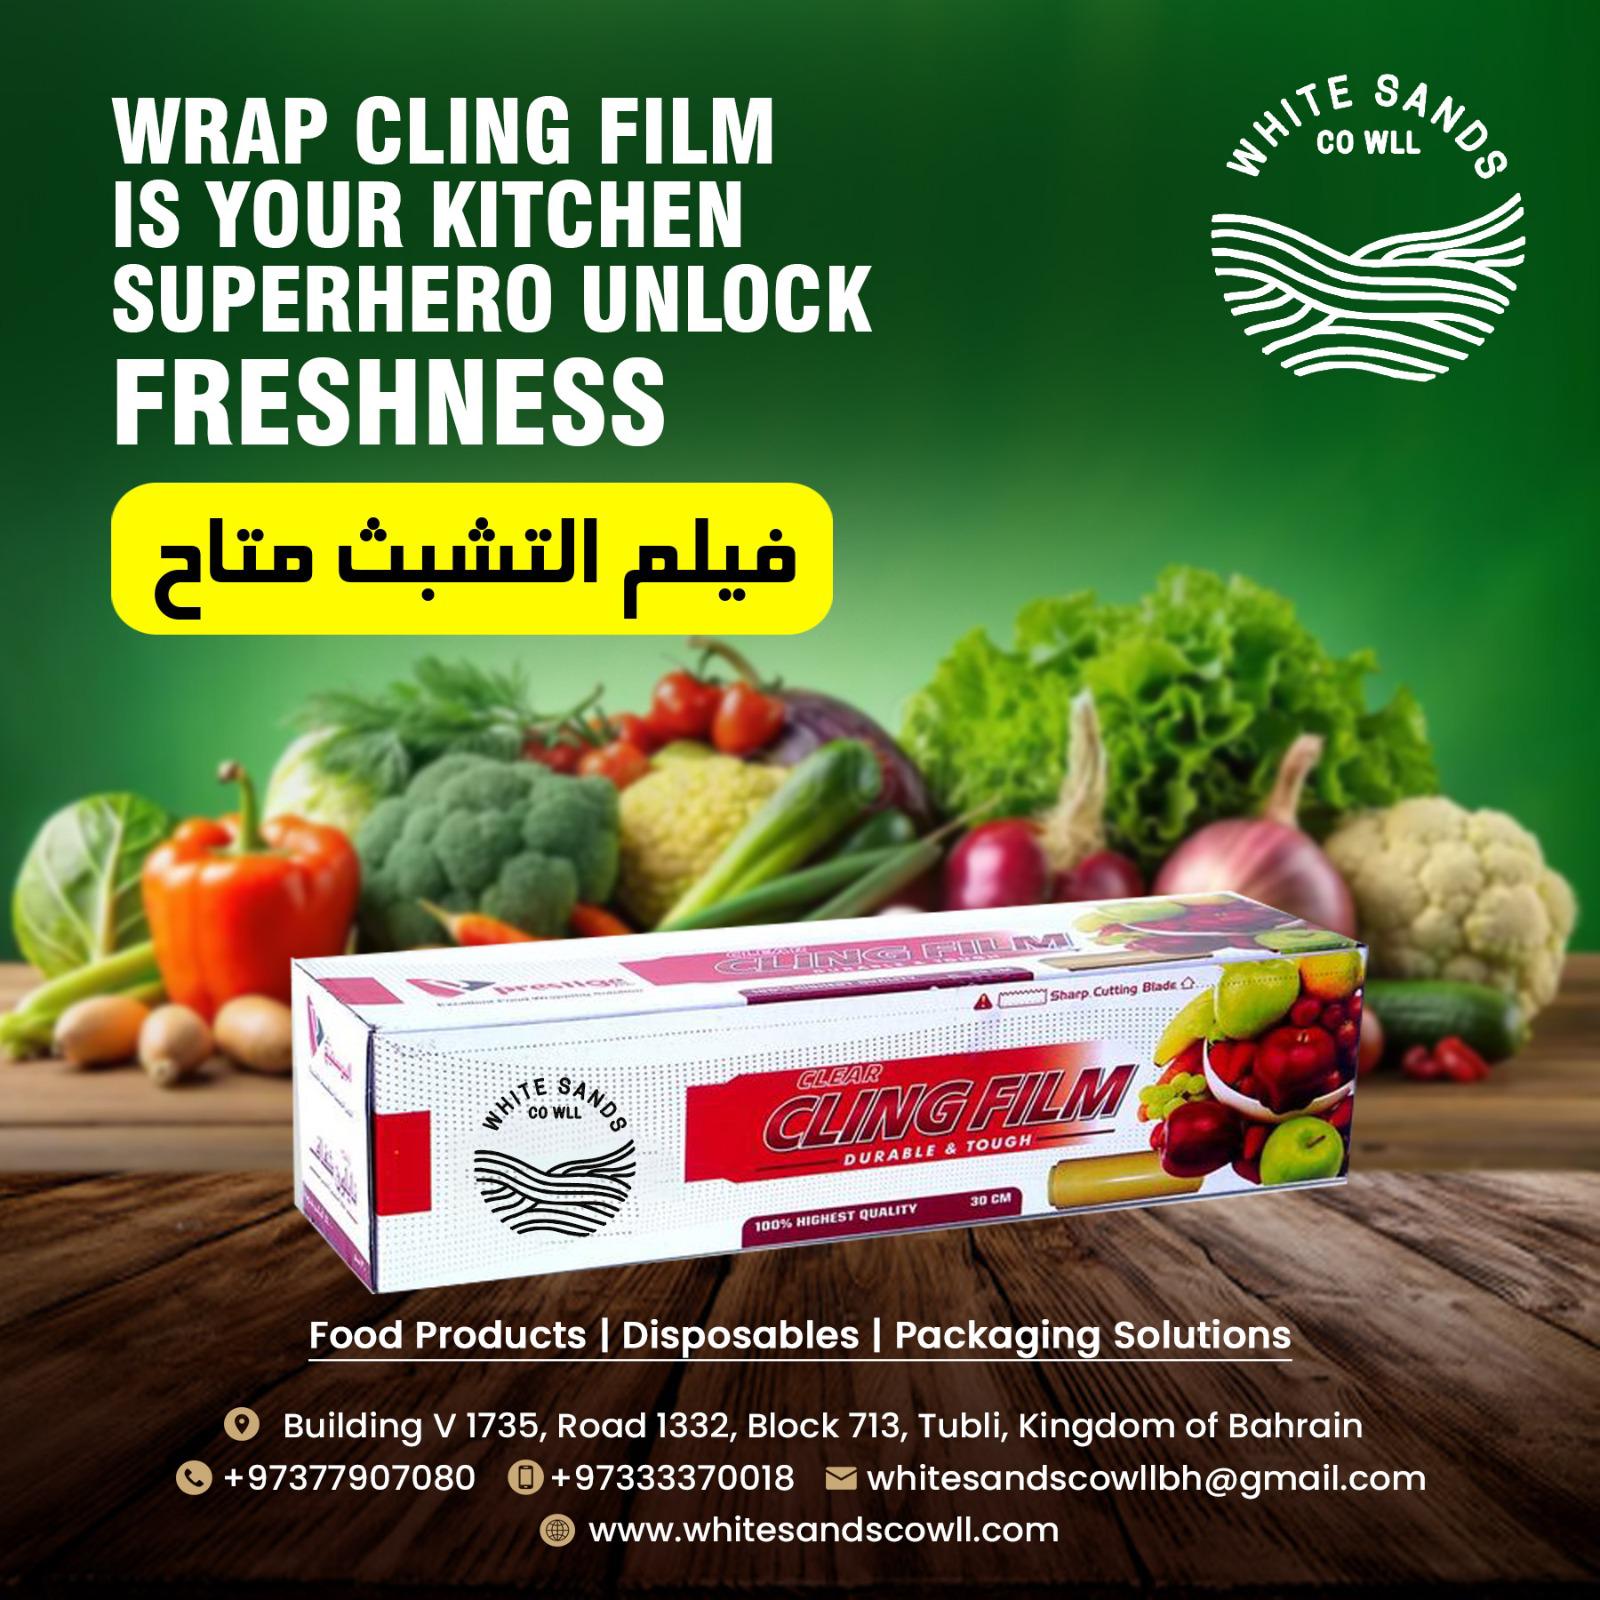 WRAP CLING FILM
IS YOUR KITCHEN
SUPERHERO UNLOCK
FRESHNESS
فيلم التشبث متاح
WHITE SANDS
CO WLL
prestige
CLEAR
CLING FILM
DURABLE & TOUGH
Sharp Cutting Blade
WHITE SANDS
CO WLL
CLEAR
CLING FILM
DURABLE & TOUGH
100% HIGHEST QUALITY 30 CM
Food Products | Disposables | Packaging Solutions
Building V 1735, Road 1332, Block 713, Tubli, Kingdom of Bahrain
+97377907080 +97333370018 whitesandscowllbh@gmail.com
www.whitesandscowll.com